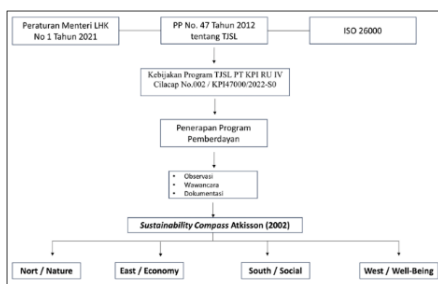 Peraturan Menteri LHK
No 1 Tahun 2021
PP No. 47 Tahun 2012
tentang TJSL
ISO 26000
Kebijakan Program TJSL PT KPI RU IV
Cilacap No.002 / KPI47000/2022-S0
Penerapan Program
Pemberdayan
• Observasi
• Wawancara
• Dokumentasi
Sustainability Compass Atkisson (2002)
Nort / Nature
East / Economy
South / Social
West / Well-Being